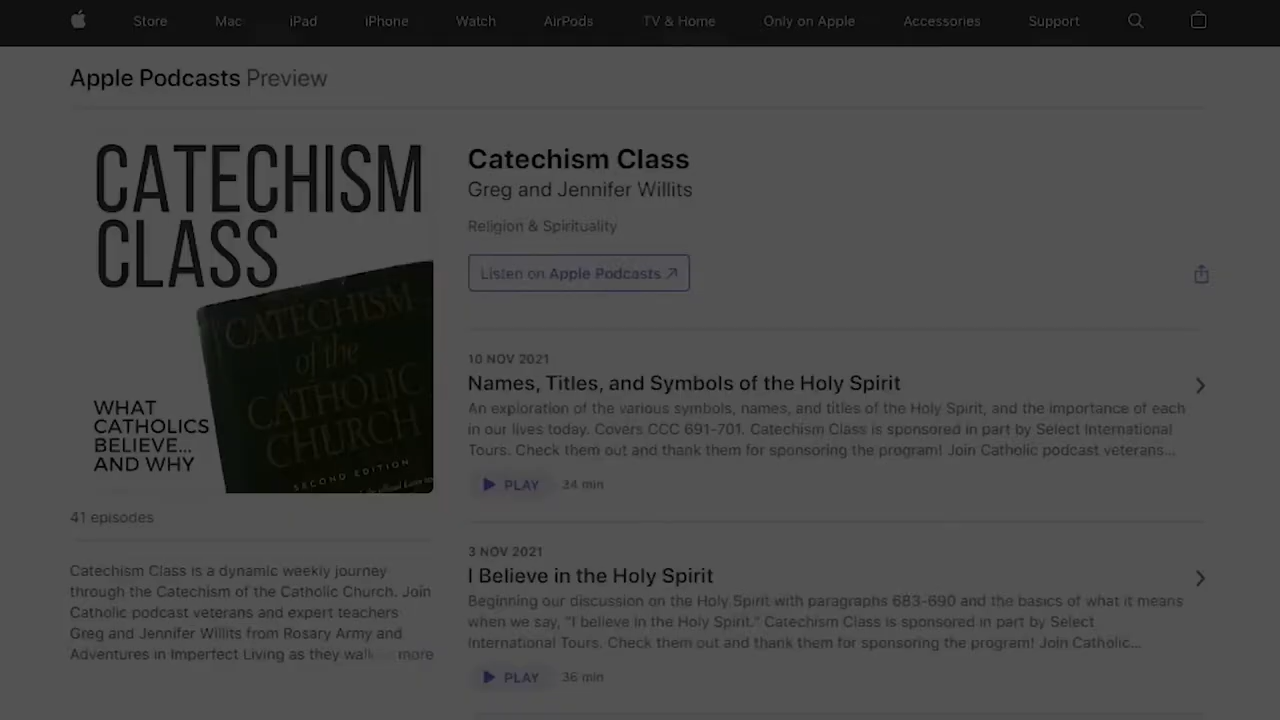 Store Mac iPad iPhone Watch AirPods TV & Home Only on Apple Accessories Support
Apple Podcasts Preview
CATECHISM
CLASS
CATECHISM
of the
CATHOLIC
CHURCH
SECOND EDITION
WHAT
CATHOLICS
BELIEVE...
AND WHY
41 episodes
Catechism Class is a dynamic weekly journey
through the Catechism of the Catholic Church. Join
Catholic podcast veterans and expert teachers
Greg and Jennifer Willits from Rosary Army and
Adventures in Imperfect Living as they walk more
Catechism Class
Greg and Jennifer Willits
Religion & Spirituality
Listen on Apple Podcasts ↗
10 NOV 2021
Names, Titles, and Symbols of the Holy Spirit
An exploration of the various symbols, names, and titles of the Holy Spirit, and the importance of each
in our lives today. Covers CCC 691-701. Catechism Class is sponsored in part by Select International
Tours. Check them out and thank them for sponsoring the program! Join Catholic podcast veterans...
PLAY 34 min
3 NOV 2021
I Believe in the Holy Spirit
Beginning our discussion on the Holy Spirit with paragraphs 683-690 and the basics of what it means
when we say, "I believe in the Holy Spirit." Catechism Class is sponsored in part by Select
International Tours. Check them out and thank them for sponsoring the program! Join Catholic...
PLAY 36 min